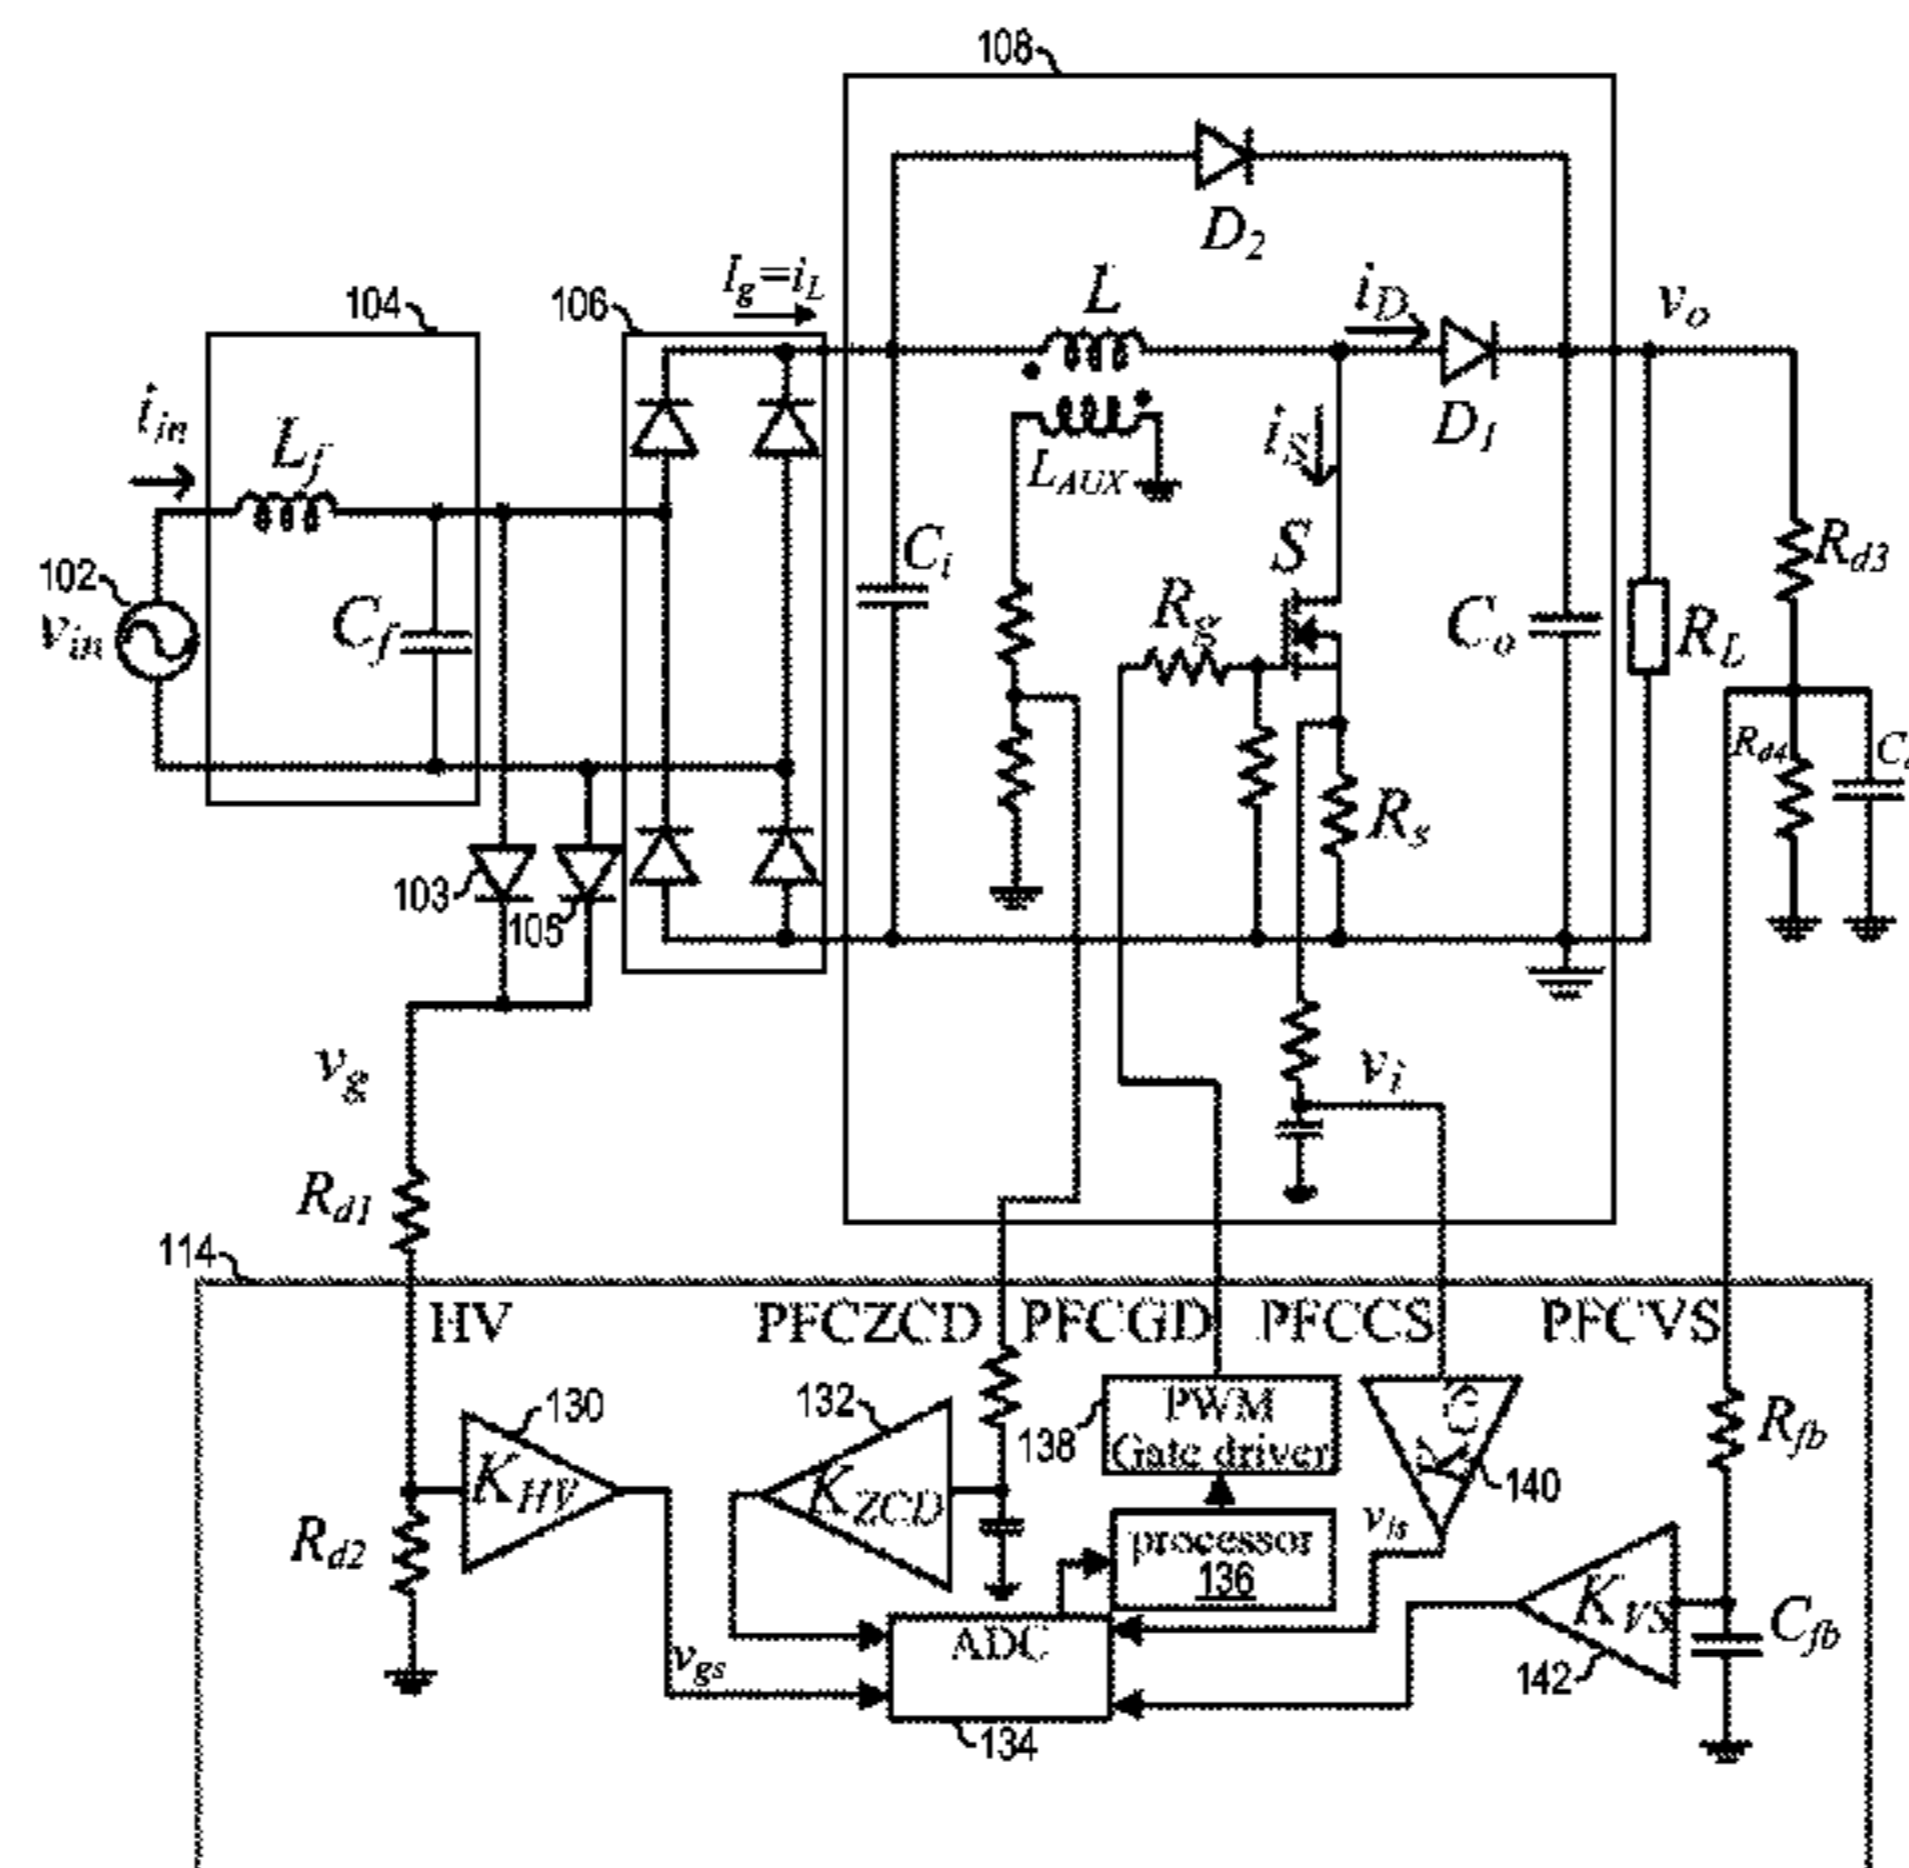 108
D2
Ig=iL
104
106
L
iD
vo
iin
Lf
D1
iS
LAUX
Rd3
102
vin
Cf
Ci
S
Rg
Co
RL
Rd4
Rs
103
105
vg
vi
Rd1
114
HV
PFCZCD
PFCGD
PFCCS
PFCVS
130
132
138
PWM
Gate driver
Rfb
KHV
KZCD
140
Rd2
vis
processor
136
KVS
Cfb
ADC
vgs
142
134